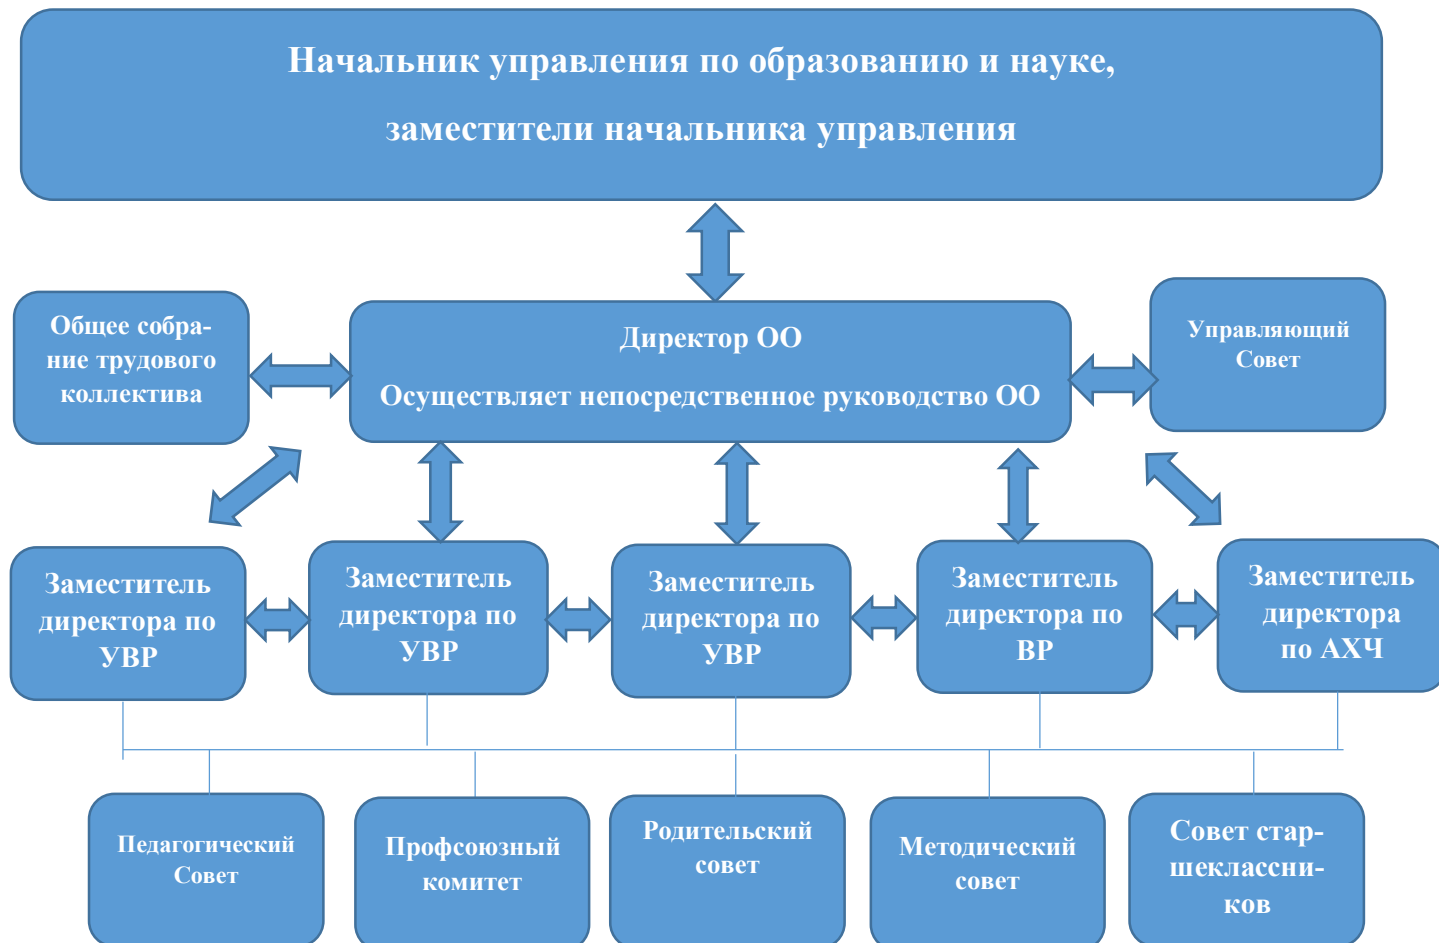 Начальник управления по образованию и науке,
заместители начальника управления
Общее собра-
ние трудового
коллектива
Директор ОО
Осуществляет непосредственное руководство ОО
Управляющий
Совет
Заместитель
директора по
УВР
Заместитель
директора по
УВР
Заместитель
директора по
УВР
Заместитель
директора по
ВР
Заместитель
директора
по АХЧ
Педагогический
Совет
Профсоюзный
комитет
Родительский
совет
Методический
совет
Совет стар-
шеклассни-
ков